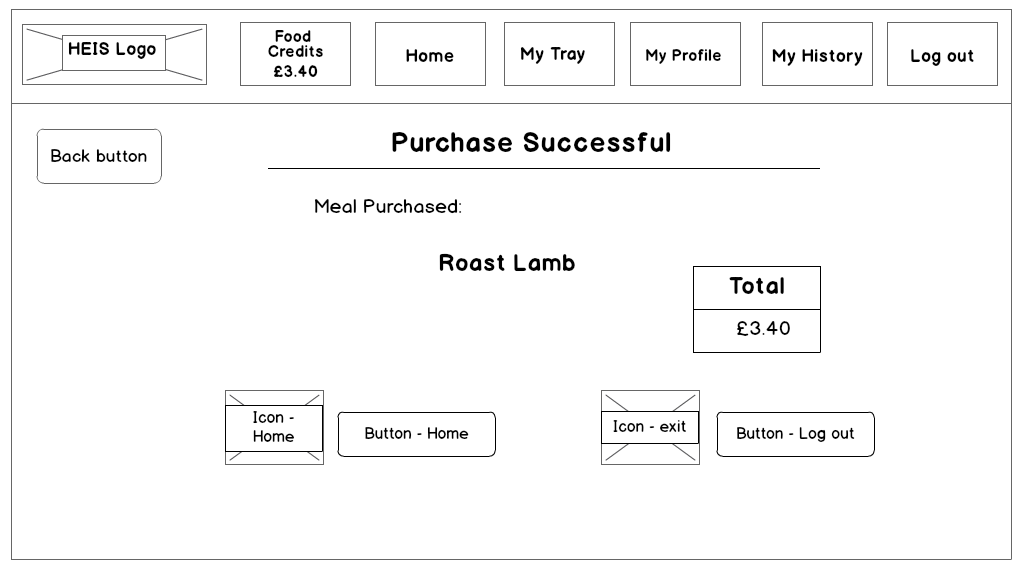 HEIS Logo
Food
Credits
£3.40
Home
My Tray
My Profile
My History
Log out
Back button
Purchase Successful
Meal Purchased:
Roast Lamb
Total
£3.40
Icon -
Home
Button - Home
Icon - exit
Button - Log out